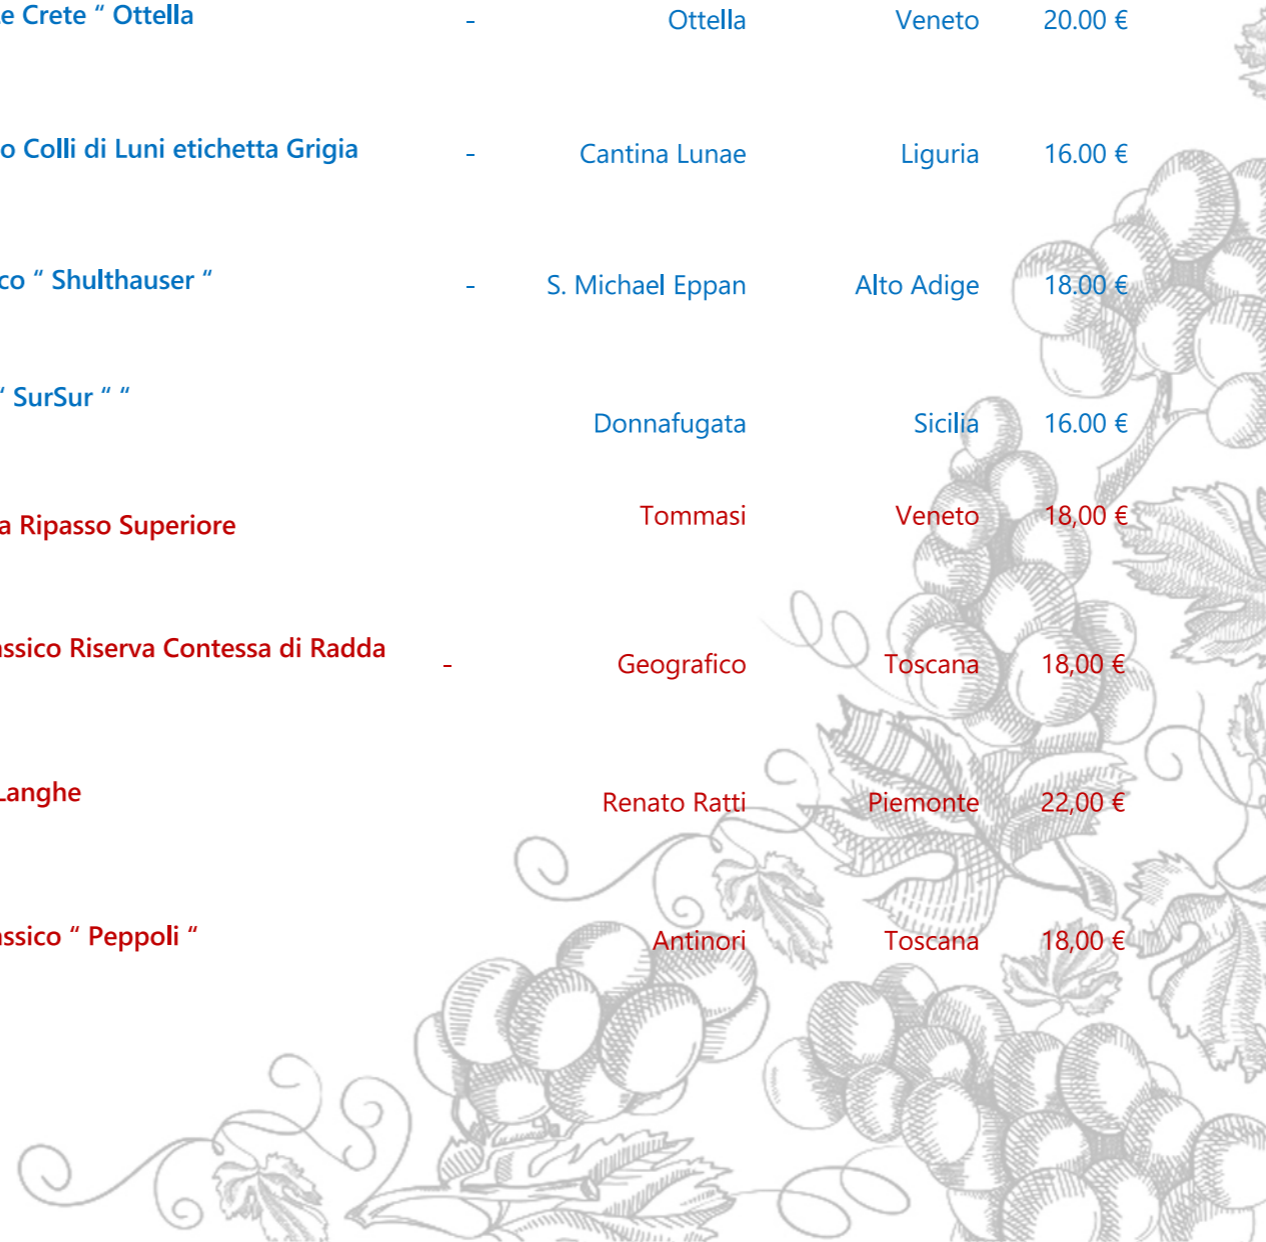 e Crete “ Ottella - Ottella Veneto 20.00 €
o Colli di Luni etichetta Grigia - Cantina Lunae Liguria 16.00 €
co “ Shulthauser “ - S. Michael Eppan Alto Adige 18.00 €
“ SurSur “ “
Donnafugata Sicilia 16.00 €
a Ripasso Superiore Tommasi Veneto 18,00 €
assico Riserva Contessa di Radda - Geografico Toscana 18,00 €
Langhe Renato Ratti Piemonte 22,00 €
assico “ Peppoli “ Antinori Toscana 18,00 €